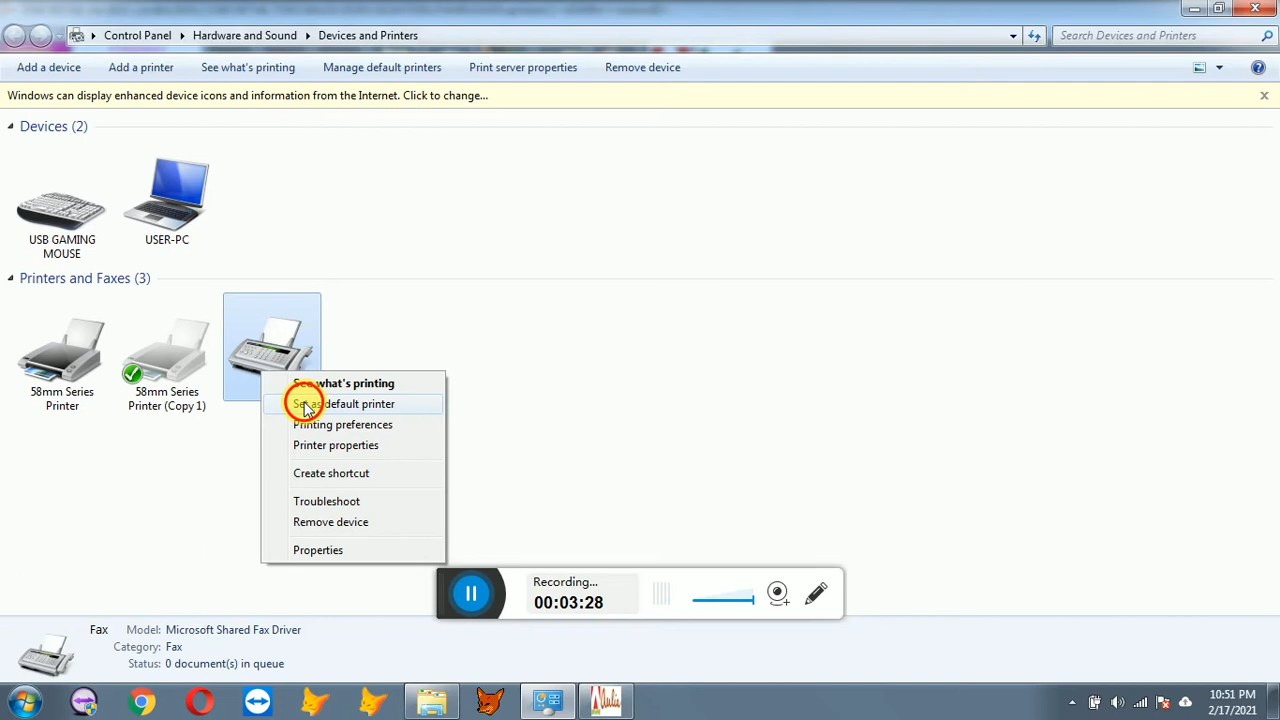 Control Panel Hardware and Sound Devices and Printers Search Devices and Printers
Add a device Add a printer See what's printing Manage default printers Print server properties Remove device
Windows can display enhanced device icons and information from the Internet. Click to change...
Devices (2)
USB GAMING
MOUSE
USER-PC
Printers and Faxes (3)
58mm Series
Printer
58mm Series
Printer (Copy 1)
See what's printing
Set as default printer
Printing preferences
Printer properties
Create shortcut
Troubleshoot
Remove device
Properties
Recording...
00:03:28
Fax Model: Microsoft Shared Fax Driver
Category: Fax
Status: 0 document(s) in queue
10:51 PM
2/17/2021